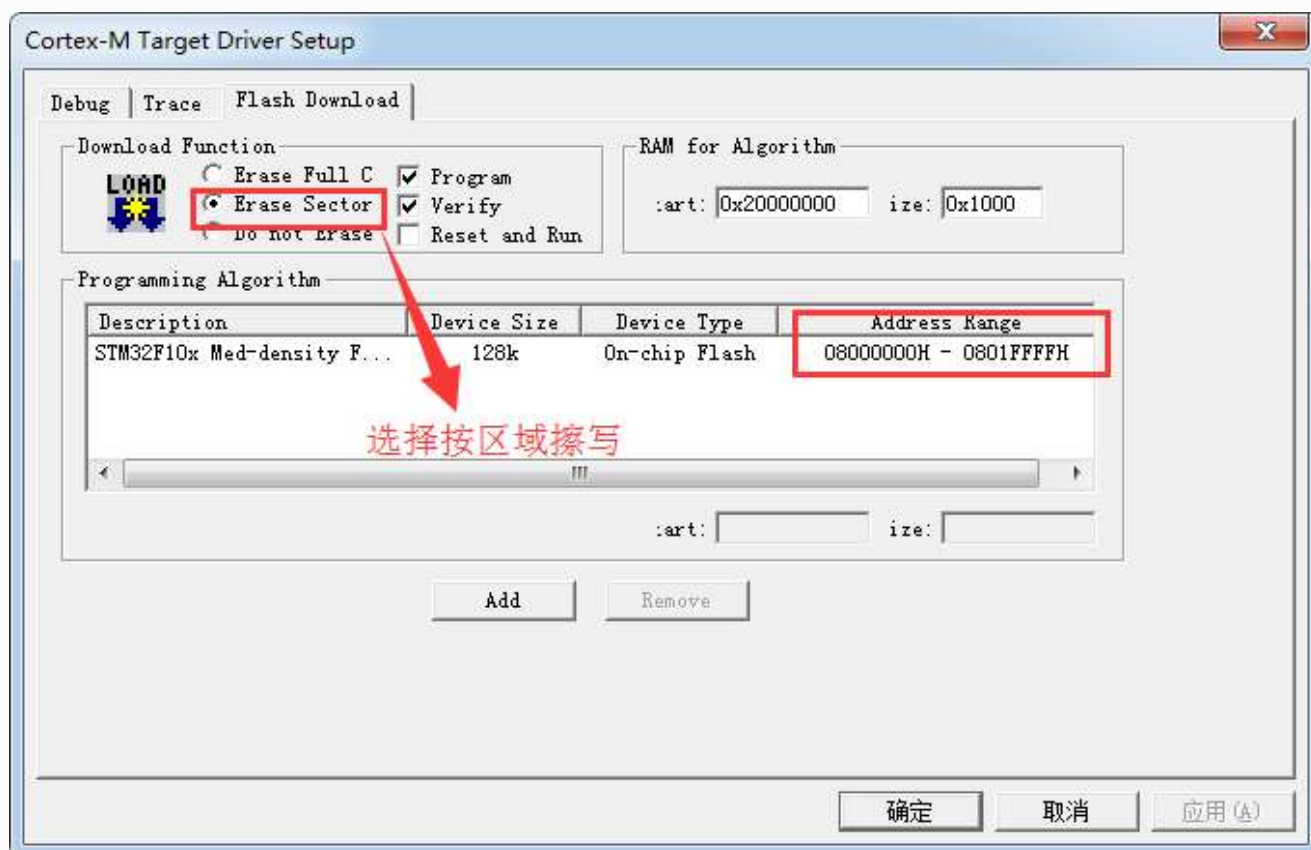 Cortex-M Target Driver Setup
Debug Trace Flash Download
Download Function
LOAD
Erase Full C
Program
Erase Sector
Verify
Do not Erase
Reset and Run
RAM for Algorithm
:art: 0x20000000 ize: 0x1000
Programming Algorithm
Description Device Size Device Type Address Range
STM32F10x Med-density F... 128k On-chip Flash 08000000H - 0801FFFFH
选择按区域擦写
:art: ize:
Add Remove
确定 取消 应用(A)